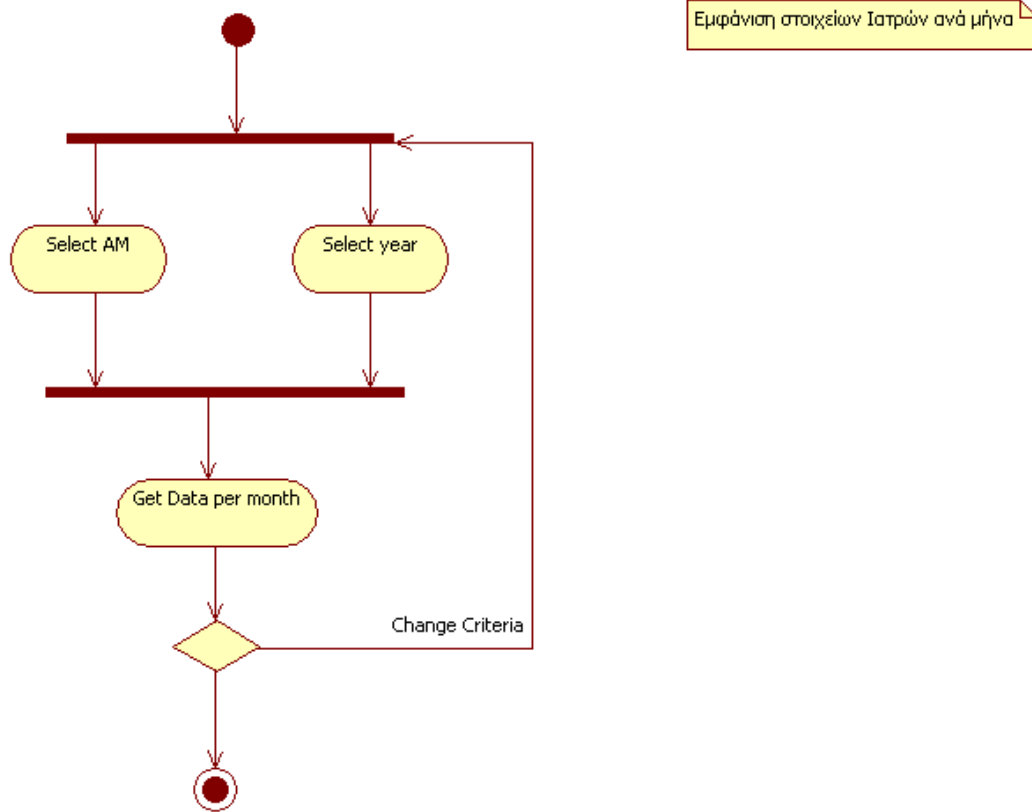 Εμφάνιση στοιχείων Ιατρών ανά μήνα
Select AM
Select year
Get Data per month
Change Criteria